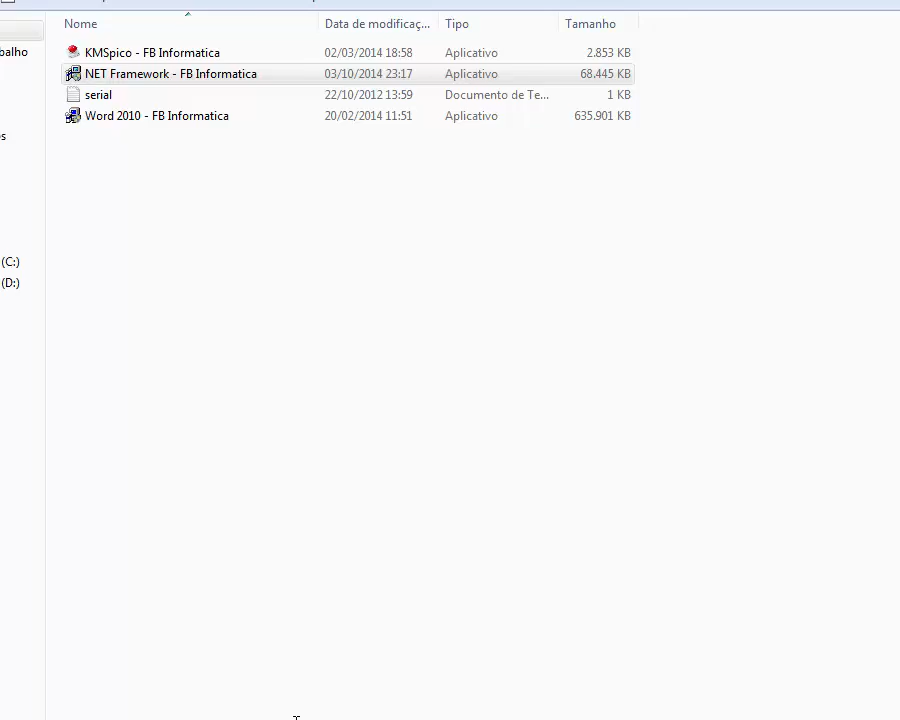 Nome Data de modificaç... Tipo Tamanho
KMSpico - FB Informatica 02/03/2014 18:58 Aplicativo 2.853 KB
balho
NET Framework - FB Informatica 03/10/2014 23:17 Aplicativo 68.445 KB
serial 22/10/2012 13:59 Documento de Te... 1 KB
Word 2010 - FB Informatica 20/02/2014 11:51 Aplicativo 635.901 KB
s
(C:)
(D:)